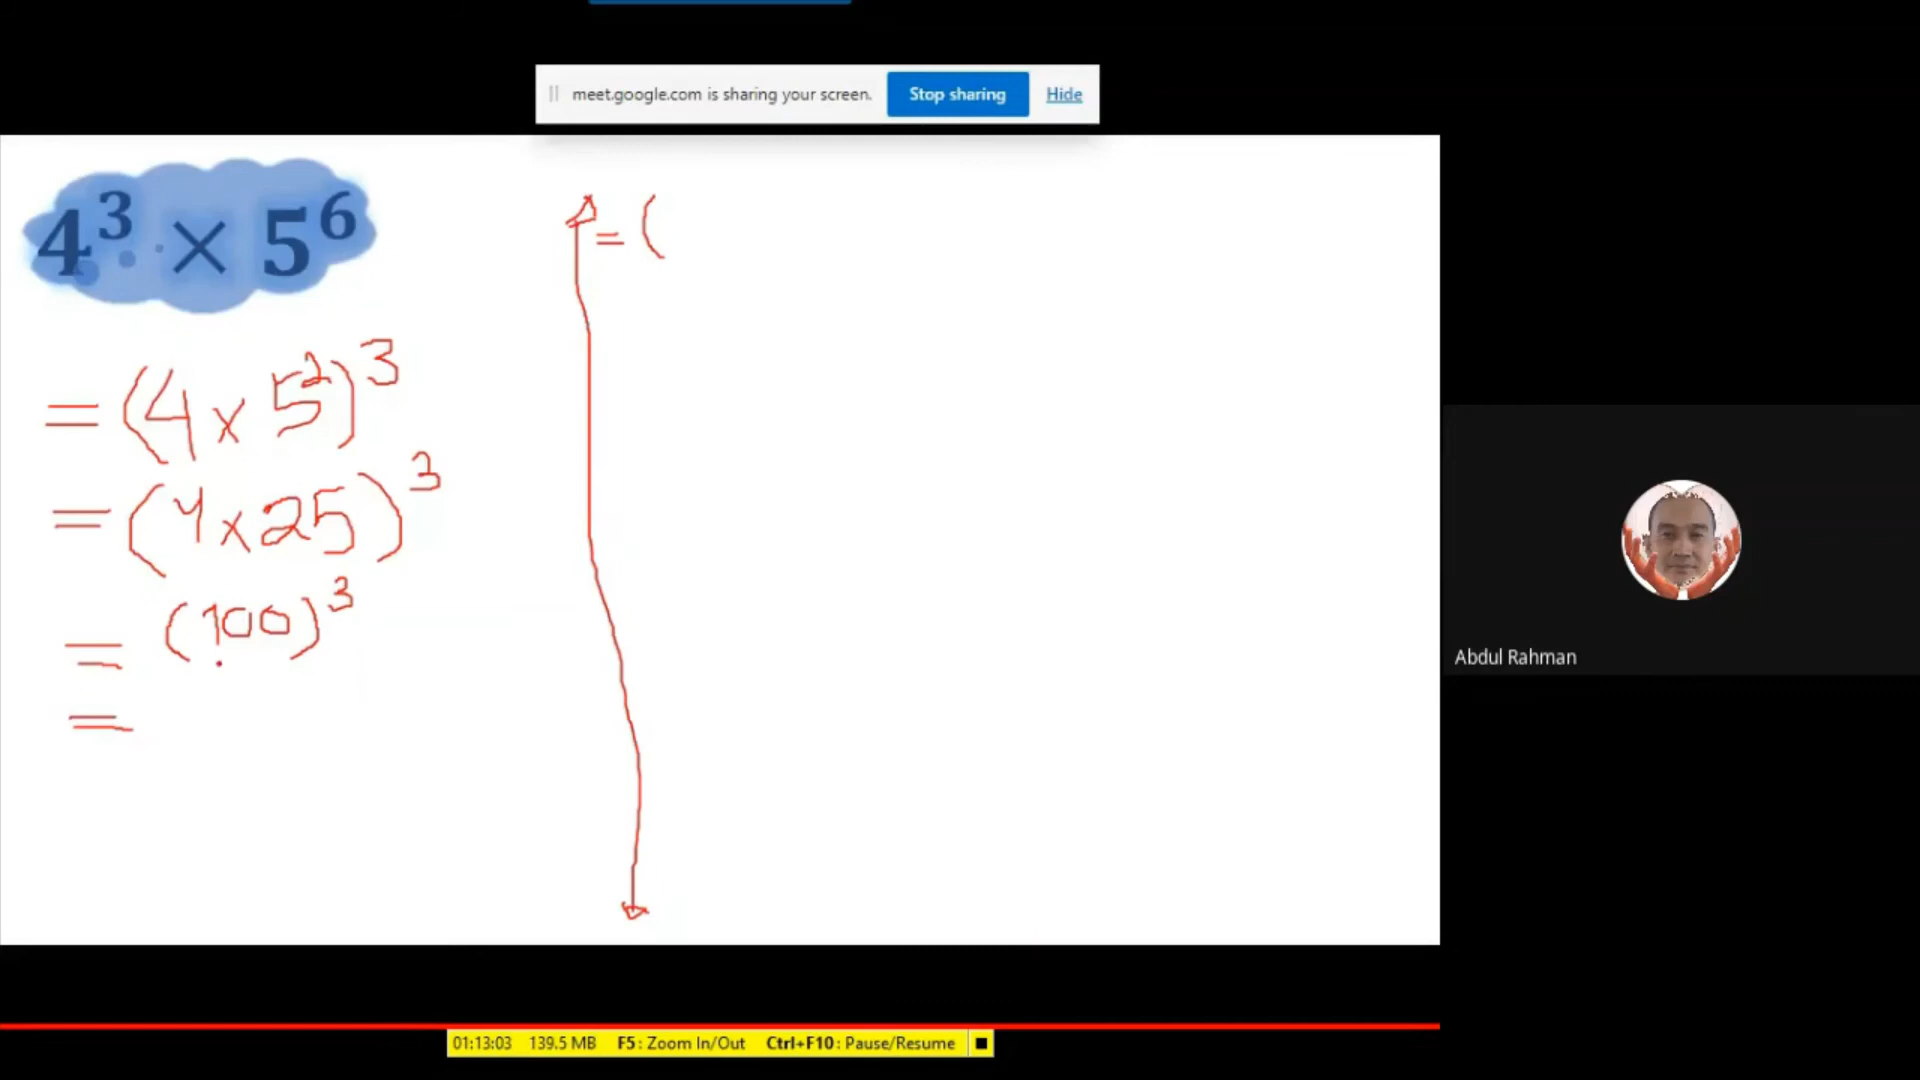 meet.google.com is sharing your screen. Stop sharing Hide
4³ × 5⁶
= (4 × 5²)³
= (4 × 25)³
= (100)³
=
= (
Abdul Rahman
01:13:03 139.5 MB F5: Zoom In/Out Ctrl+F10: Pause/Resume